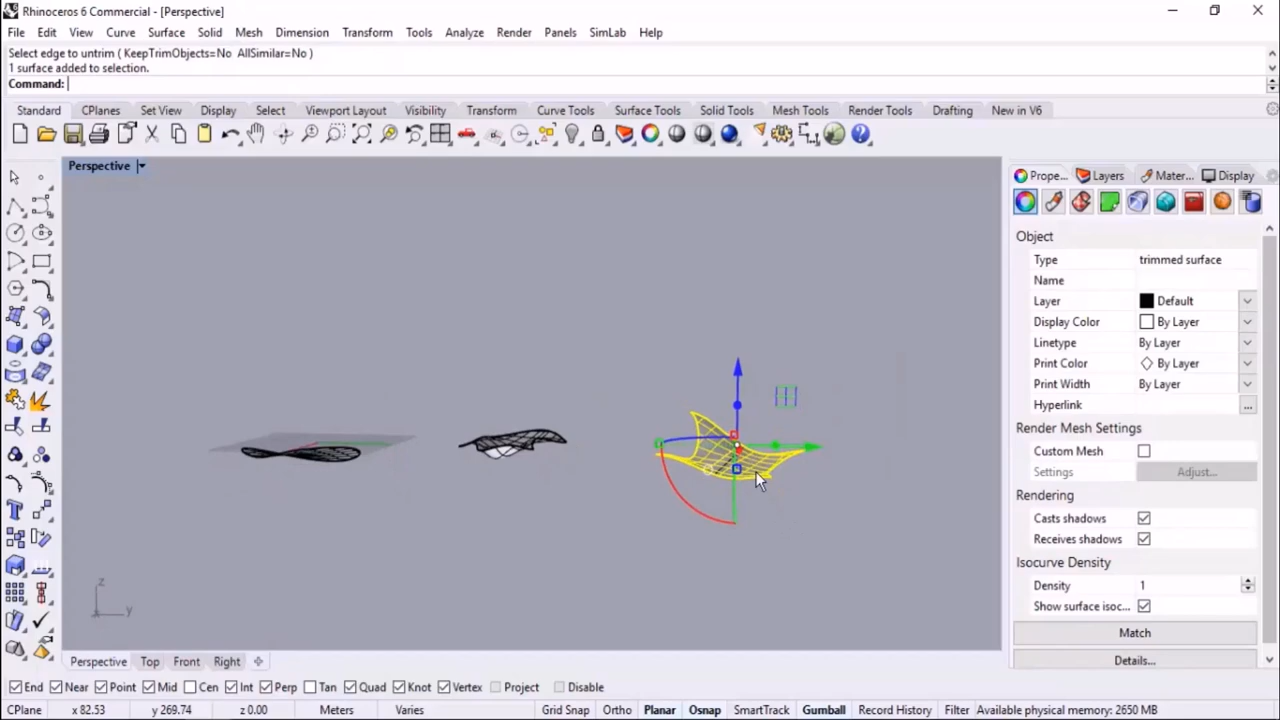 Rhinoceros 6 Commercial - [Perspective]
File Edit View Curve Surface Solid Mesh Dimension Transform Tools Analyze Render Panels SimLab Help
Select edge to untrim ( KeepTrimObjects=No AllSimilar=No )
1 surface added to selection.
Command:
Standard CPlanes Set View Display Select Viewport Layout Visibility Transform Curve Tools Surface Tools Solid Tools Mesh Tools Render Tools Drafting New in V6
Perspective
Prope... Layers Mater... Display
Object
Type trimmed surface
Name
Layer Default
Display Color By Layer
Linetype By Layer
Print Color By Layer
Print Width By Layer
Hyperlink ...
Render Mesh Settings
Custom Mesh
Settings Adjust...
Rendering
Casts shadows
Receives shadows
Isocurve Density
Density 1
Show surface isoc...
Match
Details...
z
x y
Perspective Top Front Right
End Near Point Mid Cen Int Perp Tan Quad Knot Vertex Project Disable
CPlane x 82.53 y 269.74 z 0.00 Meters Varies Grid Snap Ortho Planar Osnap SmartTrack Gumball Record History Filter Available physical memory: 2650 MB